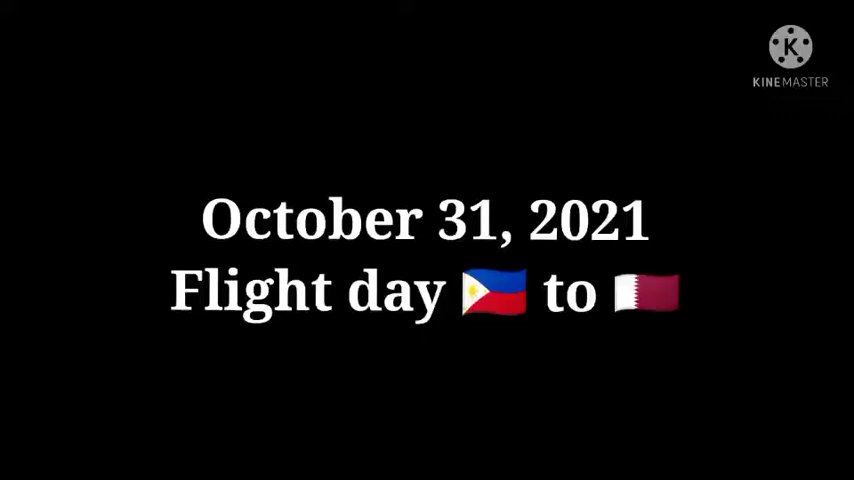 K
KINEMASTER
October 31, 2021
Flight day 🇵🇭 to 🇶🇦